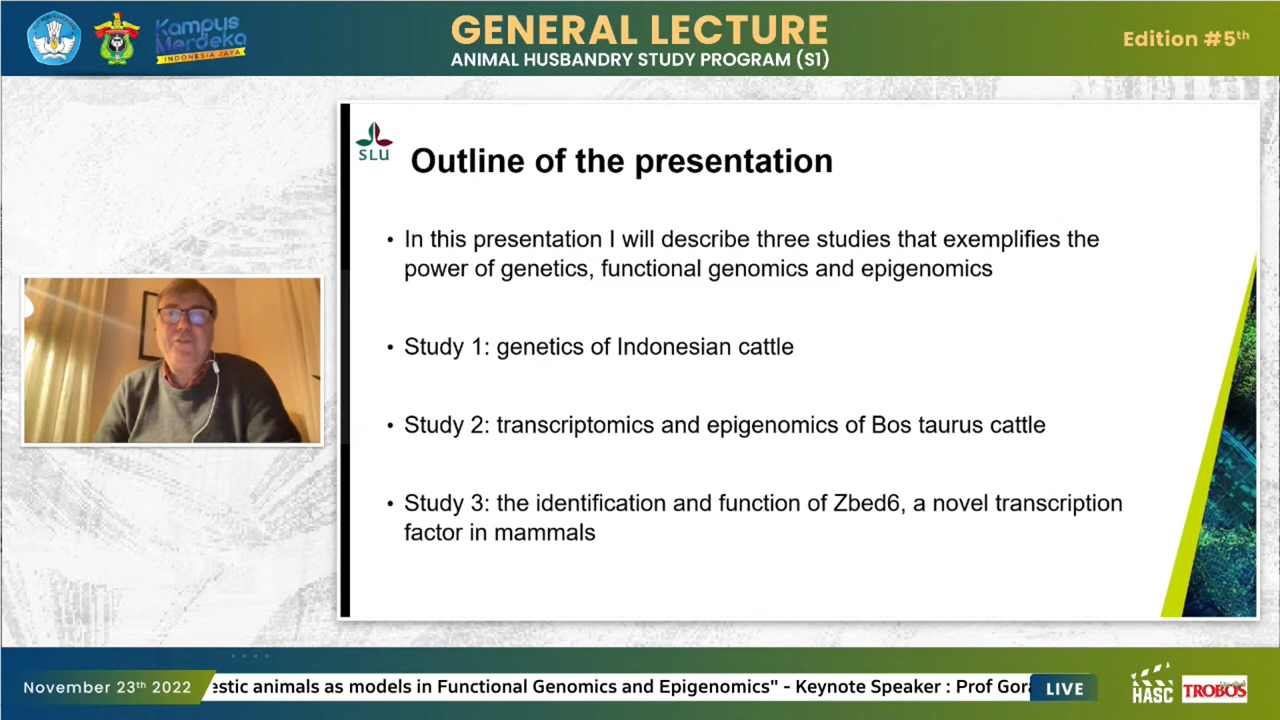 Kampus
Merdeka
INDONESIA JAYA
GENERAL LECTURE
ANIMAL HUSBANDRY STUDY PROGRAM (S1)
Edition #5th
SLU
Outline of the presentation
• In this presentation I will describe three studies that exemplifies the
power of genetics, functional genomics and epigenomics
• Study 1: genetics of Indonesian cattle
• Study 2: transcriptomics and epigenomics of Bos taurus cattle
• Study 3: the identification and function of Zbed6, a novel transcription
factor in mammals
November 23th 2022
estic animals as models in Functional Genomics and Epigenomics" - Keynote Speaker : Prof Gora
LIVE
HASC
TROBOS